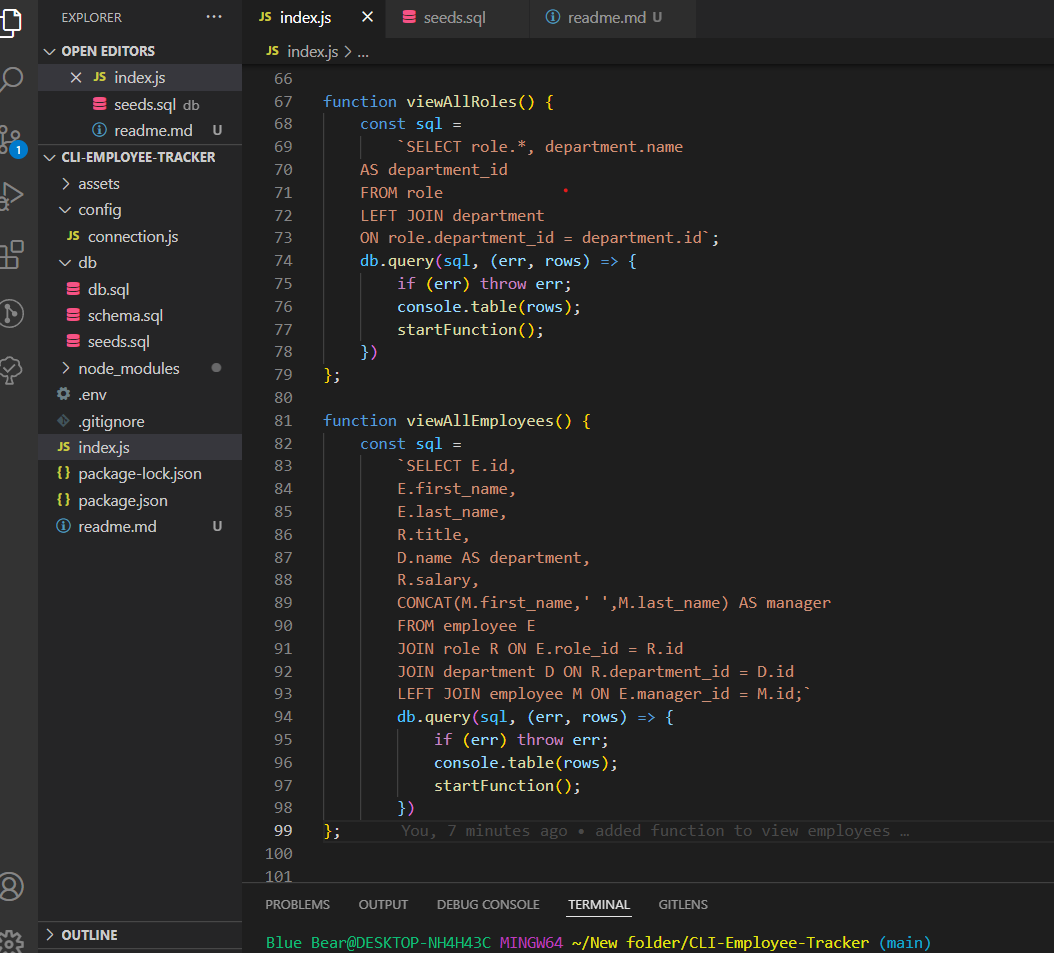 EXPLORER ···
OPEN EDITORS
JS index.js
seeds.sql db
readme.md U
CLI-EMPLOYEE-TRACKER
assets
config
JS connection.js
db
db.sql
schema.sql
seeds.sql
node_modules
.env
.gitignore
JS index.js
{} package-lock.json
{} package.json
readme.md U
OUTLINE
1
JS index.js
seeds.sql
readme.md U
JS index.js > ...
66
67 function viewAllRoles() {
68 const sql =
69 `SELECT role.*, department.name
70 AS department_id
71 FROM role
72 LEFT JOIN department
73 ON role.department_id = department.id`;
74 db.query(sql, (err, rows) => {
75 if (err) throw err;
76 console.table(rows);
77 startFunction();
78 })
79 };
80
81 function viewAllEmployees() {
82 const sql =
83 `SELECT E.id,
84 E.first_name,
85 E.last_name,
86 R.title,
87 D.name AS department,
88 R.salary,
89 CONCAT(M.first_name,' ',M.last_name) AS manager
90 FROM employee E
91 JOIN role R ON E.role_id = R.id
92 JOIN department D ON R.department_id = D.id
93 LEFT JOIN employee M ON E.manager_id = M.id;`
94 db.query(sql, (err, rows) => {
95 if (err) throw err;
96 console.table(rows);
97 startFunction();
98 })
99 }; You, 7 minutes ago • added function to view employees …
100
101
PROBLEMS OUTPUT DEBUG CONSOLE TERMINAL GITLENS
Blue Bear@DESKTOP-NH4H43C MINGW64 ~/New folder/CLI-Employee-Tracker (main)